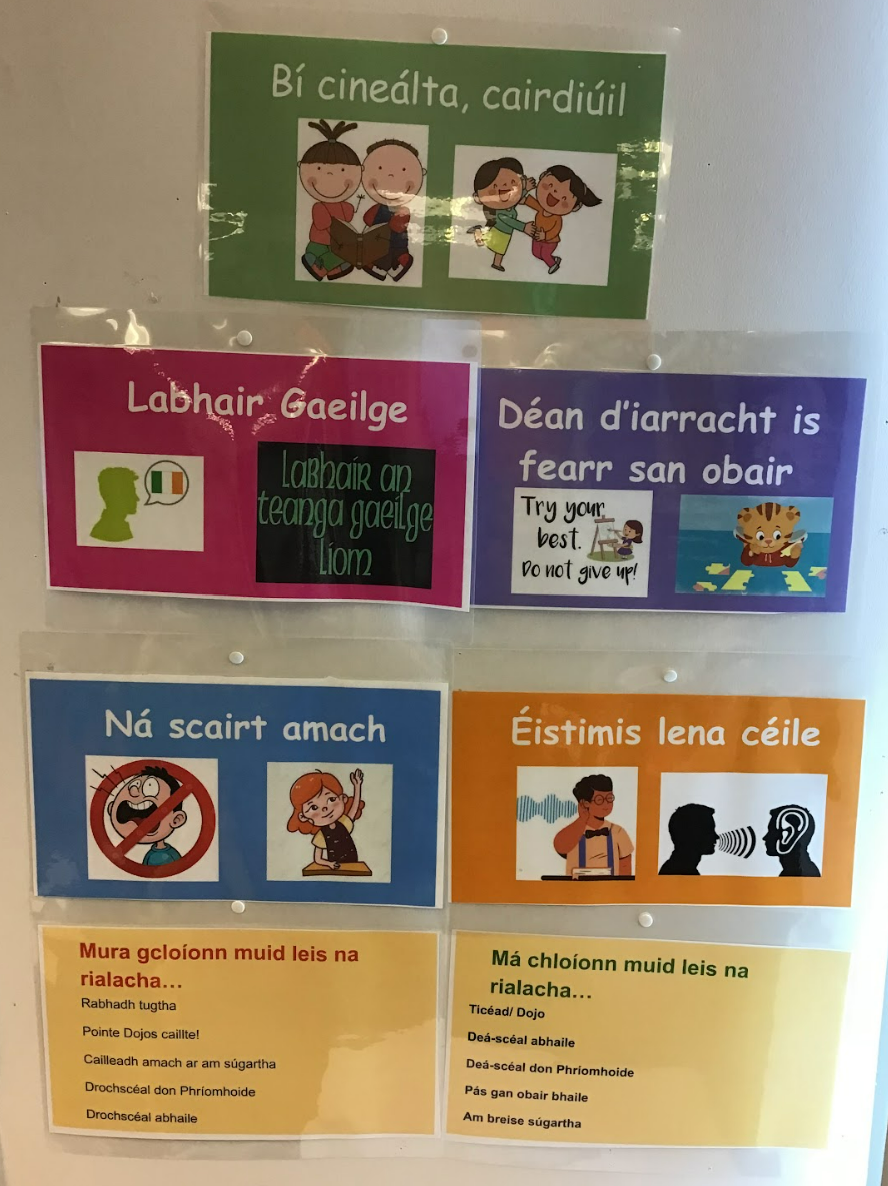 Bí cineálta, cairdiúil
Labhair Gaeilge
Labhair an
teanga gaeilge
liom
Déan d'iarracht is
fearr san obair
Try your
best.
Do not give up!
Ná scairt amach
Éistimis lena céile
Mura gcloíonn muid leis na
rialacha...
Rabhadh tugtha
Pointe Dojos caillte!
Cailleadh amach ar am súgartha
Drochscéal don Phríomhoide
Drochscéal abhaile
Má chloíonn muid leis na
rialacha...
Ticéad/ Dojo
Deá-scéal abhaile
Deá-scéal don Phríomhoide
Pás gan obair bhaile
Am breise súgartha